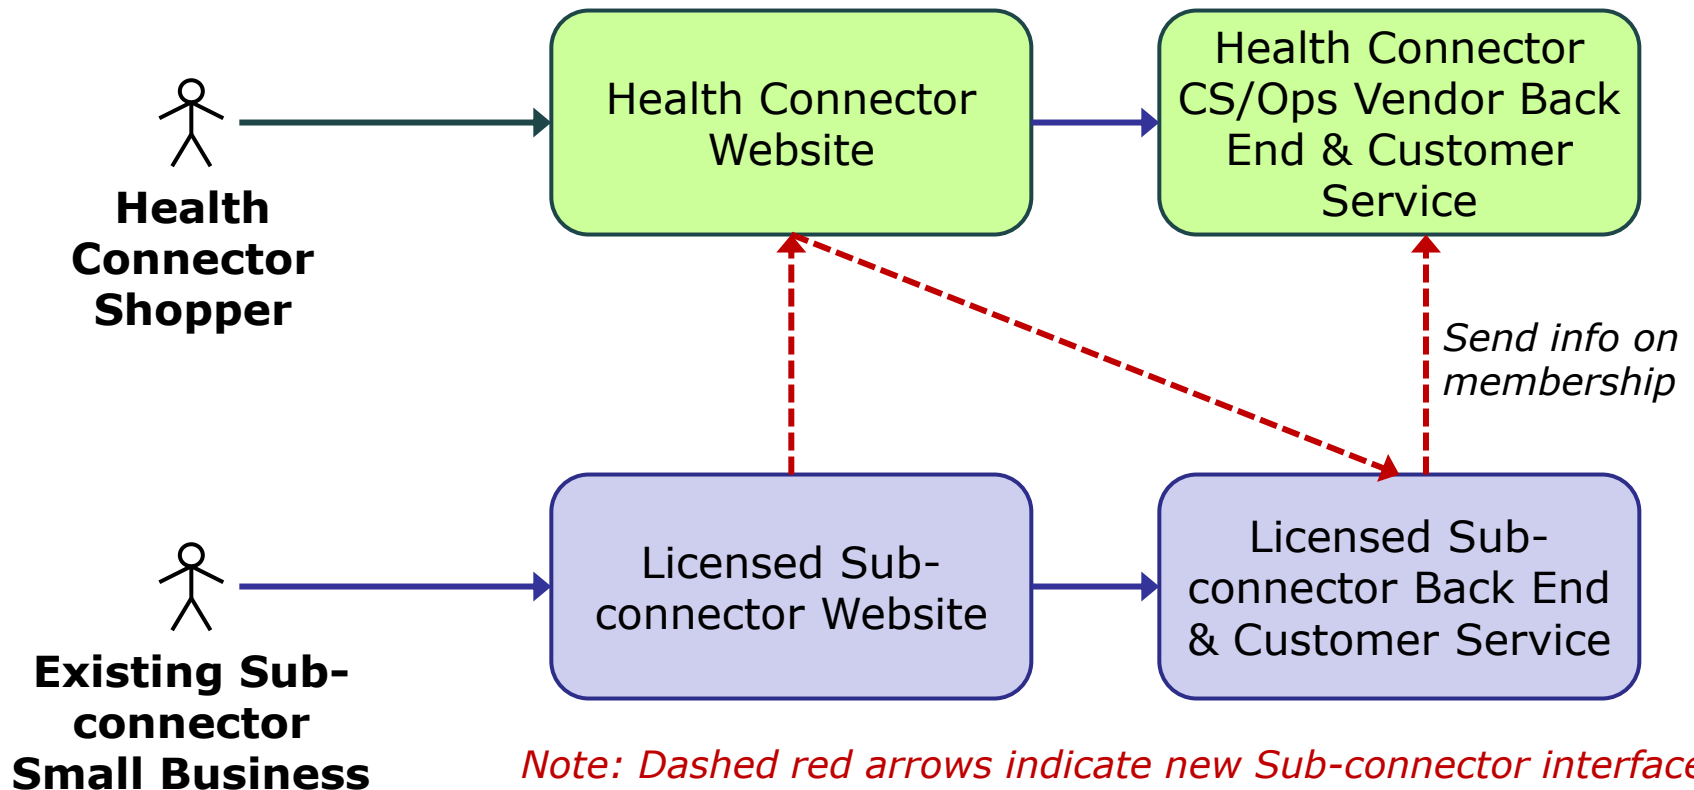 Health Connector
Website
Health Connector
CS/Ops Vendor Back
End & Customer
Service
Health
Connector
Shopper
Send info on
membership
Licensed Sub-
connector Website
Licensed Sub-
connector Back End
& Customer Service
Existing Sub-
connector
Small Business
Note: Dashed red arrows indicate new Sub-connector interface